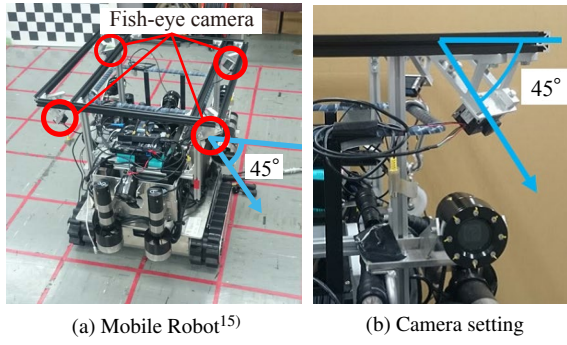 Fish-eye camera
45°
45°
(a) Mobile Robot15)
(b) Camera setting